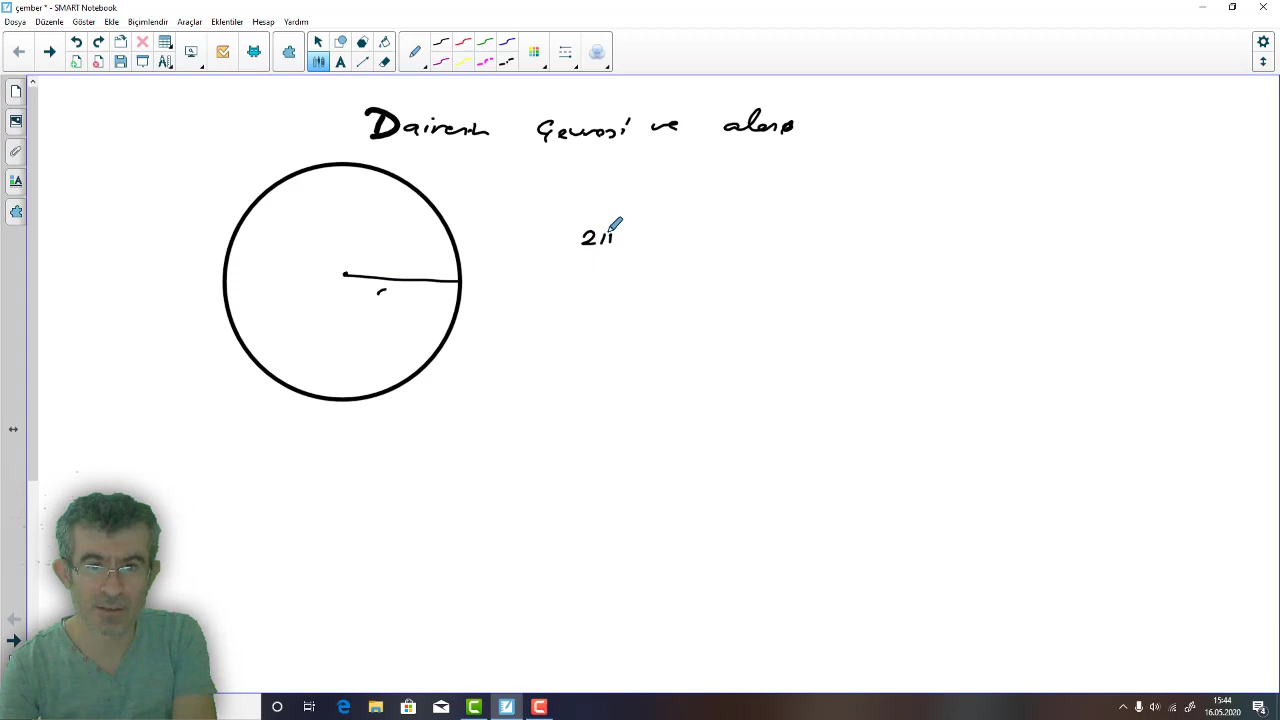 çember * - SMART Notebook
Dosya Düzenle Göster Ekle Biçimlendir Araçlar Eklentiler Hesap Yardım
Dairenin Çevresi ve alanı
2π
r
15:44
16.05.2020